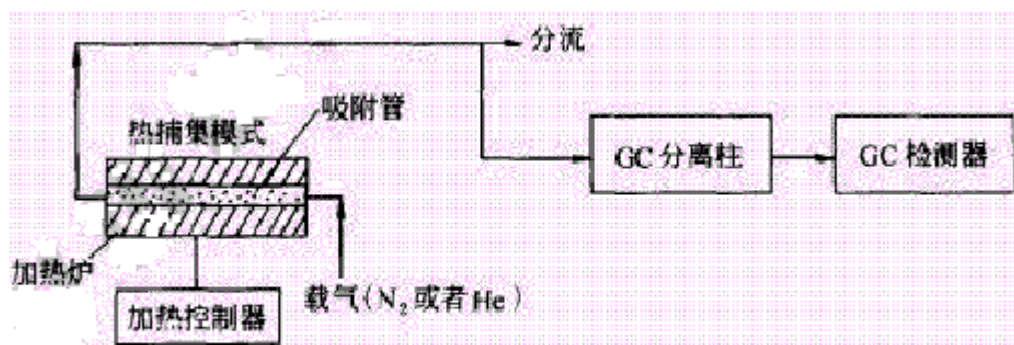 分流
吸附管
热捕集模式
GC 分离柱
GC 检测器
加热炉
载气(N₂或者He)
加热控制器